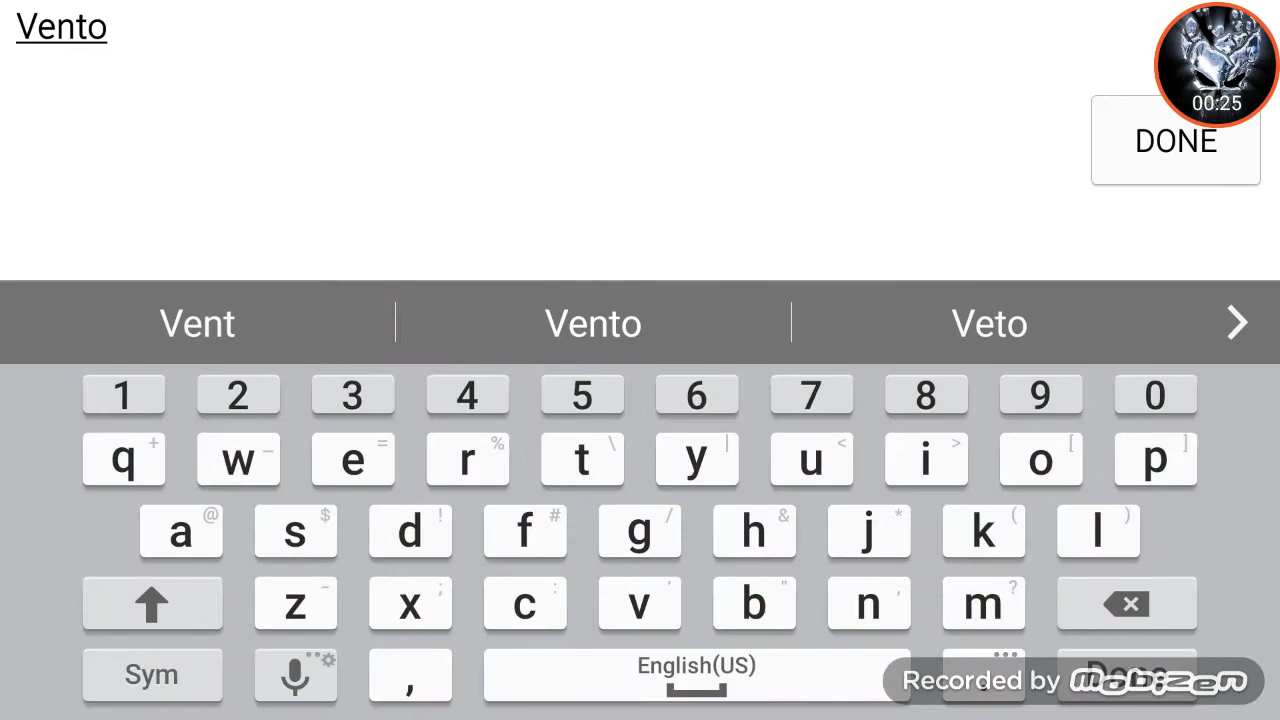 Vento
00:25
DONE
Vent Vento Veto
1 2 3 4 5 6 7 8 9 0
q + w - e = r % t \ y | u < i > o [ p ]
a @ s $ d ! f # g / h & j * k ( l )
z - x ; c : v ' b " n , m ?
Sym , English(US) . Done
Recorded by mobizen